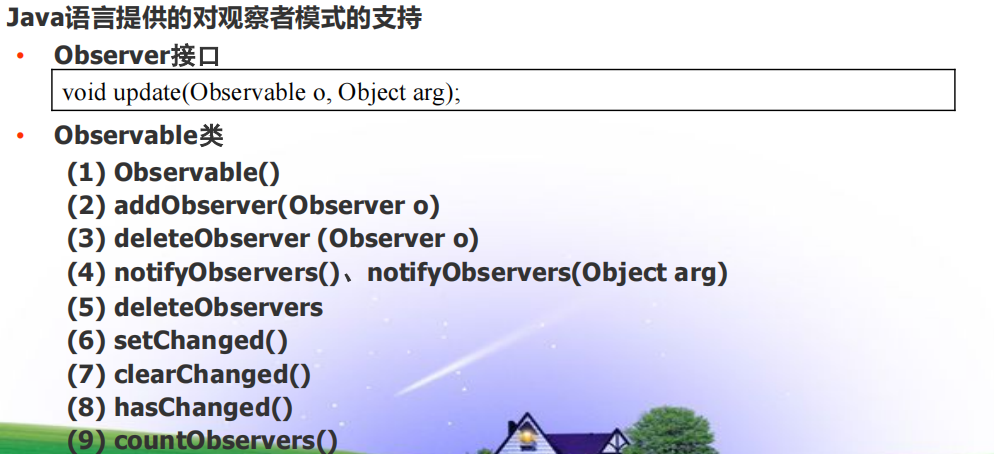 Java语言提供的对观察者模式的支持
• Observer接口
void update(Observable o, Object arg);
• Observable类
(1) Observable()
(2) addObserver(Observer o)
(3) deleteObserver (Observer o)
(4) notifyObservers()、notifyObservers(Object arg)
(5) deleteObservers
(6) setChanged()
(7) clearChanged()
(8) hasChanged()
(9) countObservers()